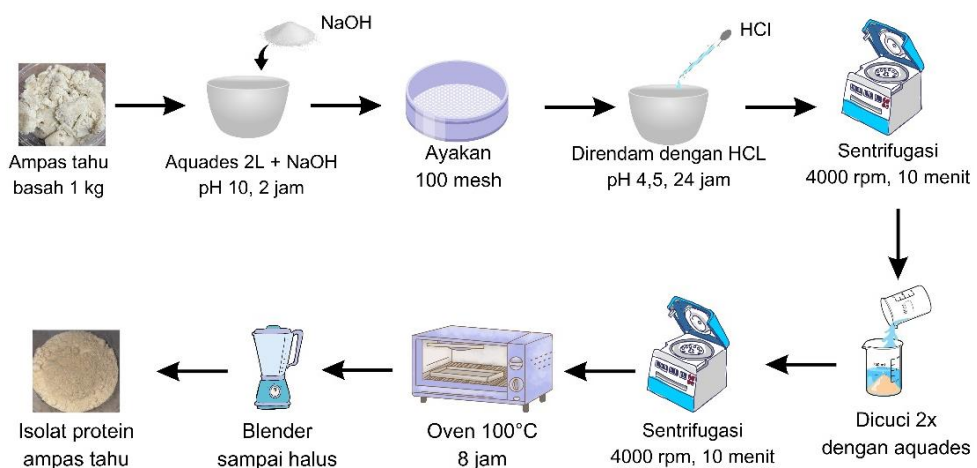 NaOH
HCl
Ampas tahu
basah 1 kg
Aquades 2L + NaOH
pH 10, 2 jam
Ayakan
100 mesh
Direndam dengan HCL
pH 4,5, 24 jam
Sentrifugasi
4000 rpm, 10 menit
Dicuci 2x
dengan aquades
Sentrifugasi
4000 rpm, 10 menit
Oven 100°C
8 jam
Blender
sampai halus
Isolat protein
ampas tahu